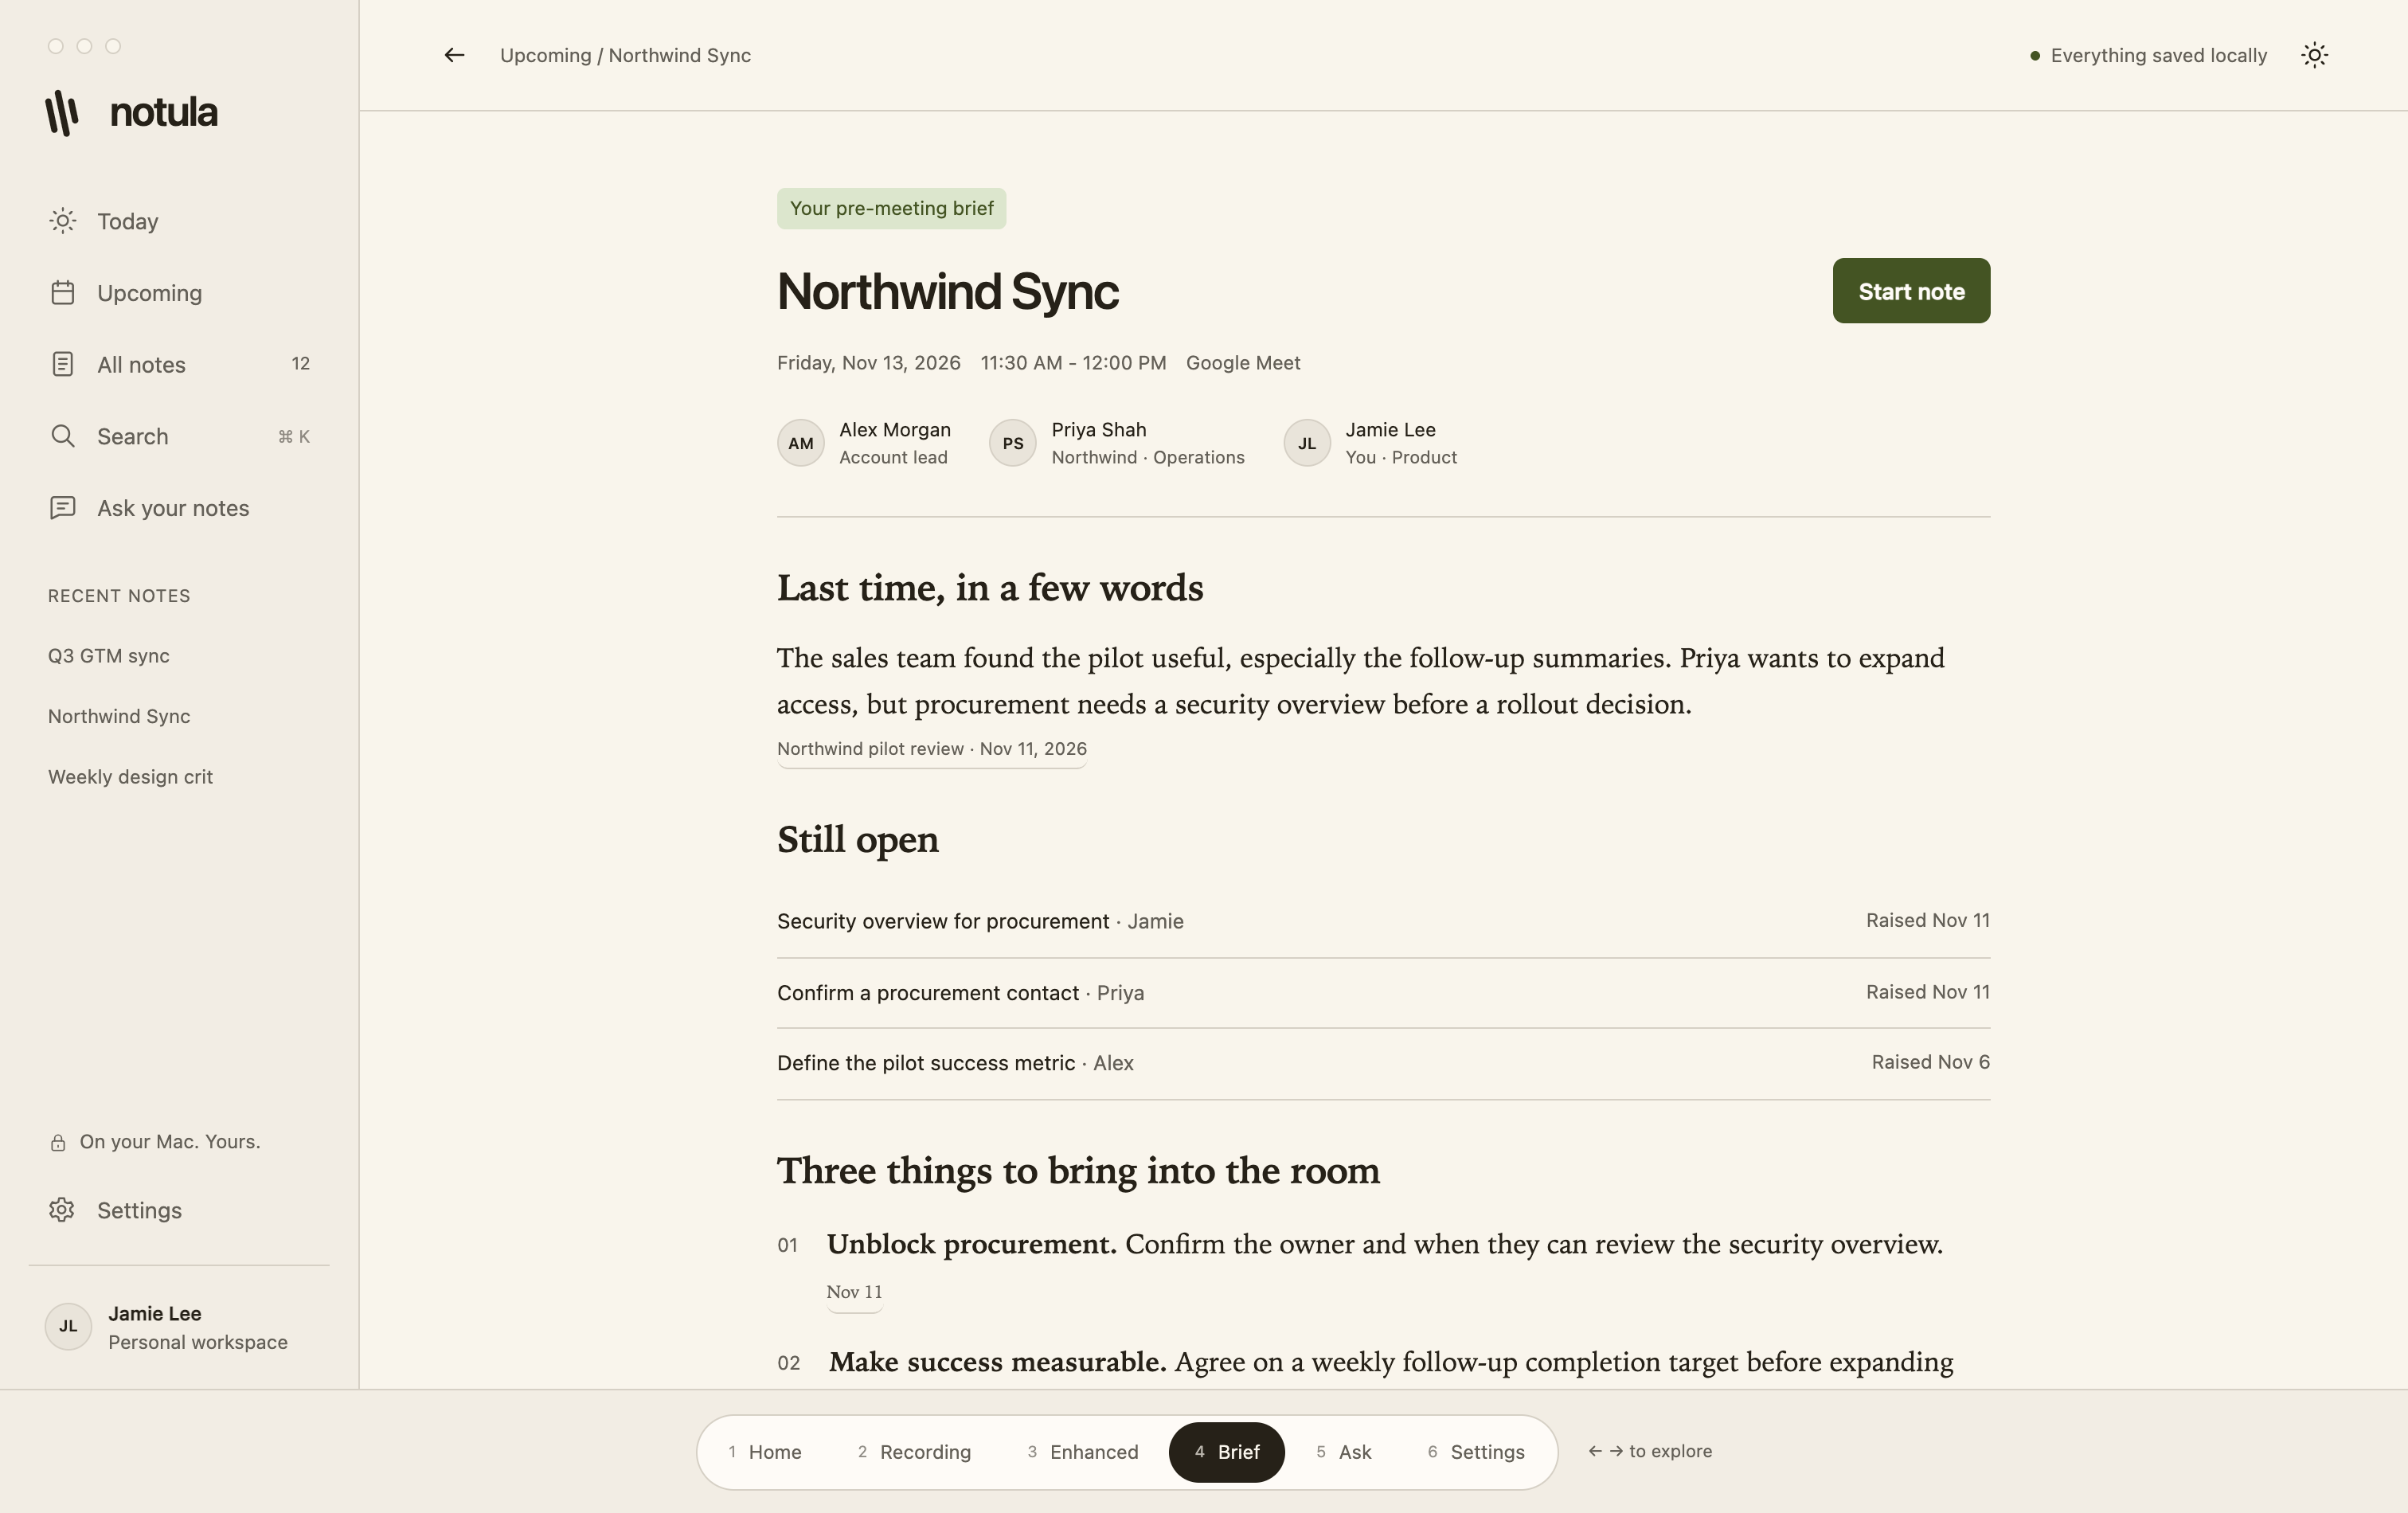 notula
Today
Upcoming
All notes 12
Search ⌘ K
Ask your notes
RECENT NOTES
Q3 GTM sync
Northwind Sync
Weekly design crit
On your Mac. Yours.
Settings
JL
Jamie Lee
Personal workspace
← Upcoming / Northwind Sync
Everything saved locally
Your pre-meeting brief
Northwind Sync
Start note
Friday, Nov 13, 2026 11:30 AM - 12:00 PM Google Meet
AM
Alex Morgan
Account lead
PS
Priya Shah
Northwind · Operations
JL
Jamie Lee
You · Product
Last time, in a few words
The sales team found the pilot useful, especially the follow-up summaries. Priya wants to expand
access, but procurement needs a security overview before a rollout decision.
Northwind pilot review · Nov 11, 2026
Still open
Security overview for procurement · Jamie Raised Nov 11
Confirm a procurement contact · Priya Raised Nov 11
Define the pilot success metric · Alex Raised Nov 6
Three things to bring into the room
01 Unblock procurement. Confirm the owner and when they can review the security overview.
Nov 11
02 Make success measurable. Agree on a weekly follow-up completion target before expanding
1 Home 2 Recording 3 Enhanced 4 Brief 5 Ask 6 Settings ← → to explore